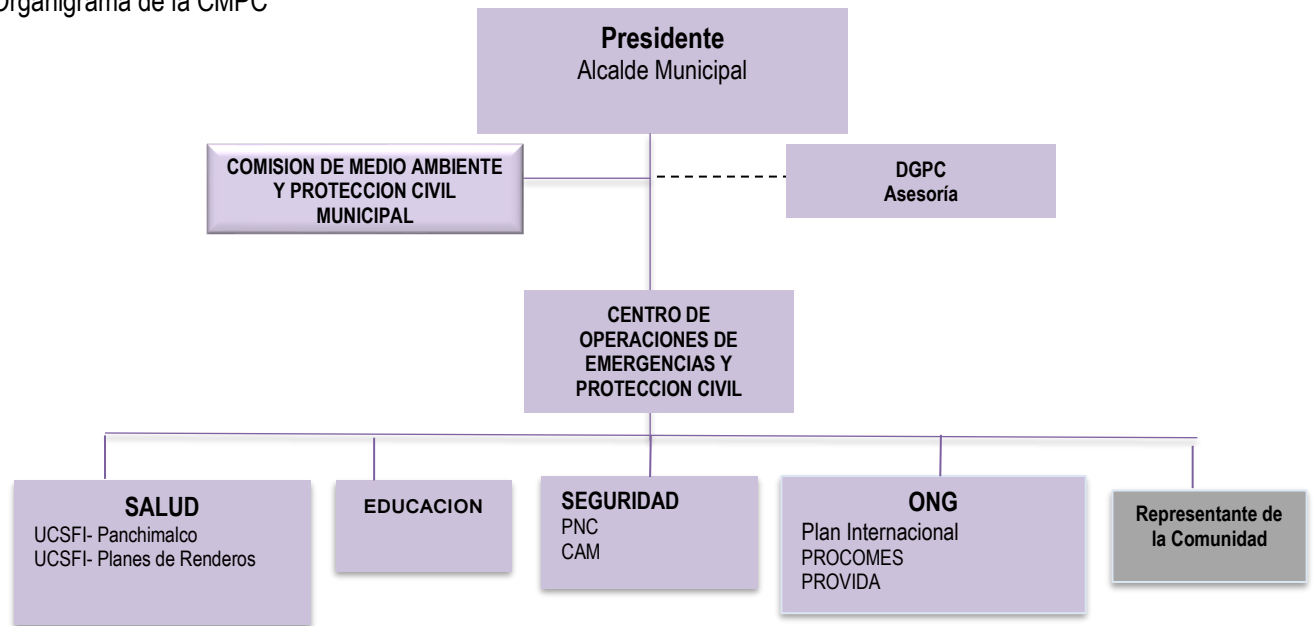 Organigrama de la CMPC
Presidente
Alcalde Municipal
COMISION DE MEDIO AMBIENTE
Y PROTECCION CIVIL
MUNICIPAL
DGPC
Asesoría
CENTRO DE
OPERACIONES DE
EMERGENCIAS Y
PROTECCION CIVIL
SALUD
UCSFI- Panchimalco
UCSFI- Planes de Renderos
EDUCACION
SEGURIDAD
PNC
CAM
ONG
Plan Internacional
PROCOMES
PROVIDA
Representante de
la Comunidad